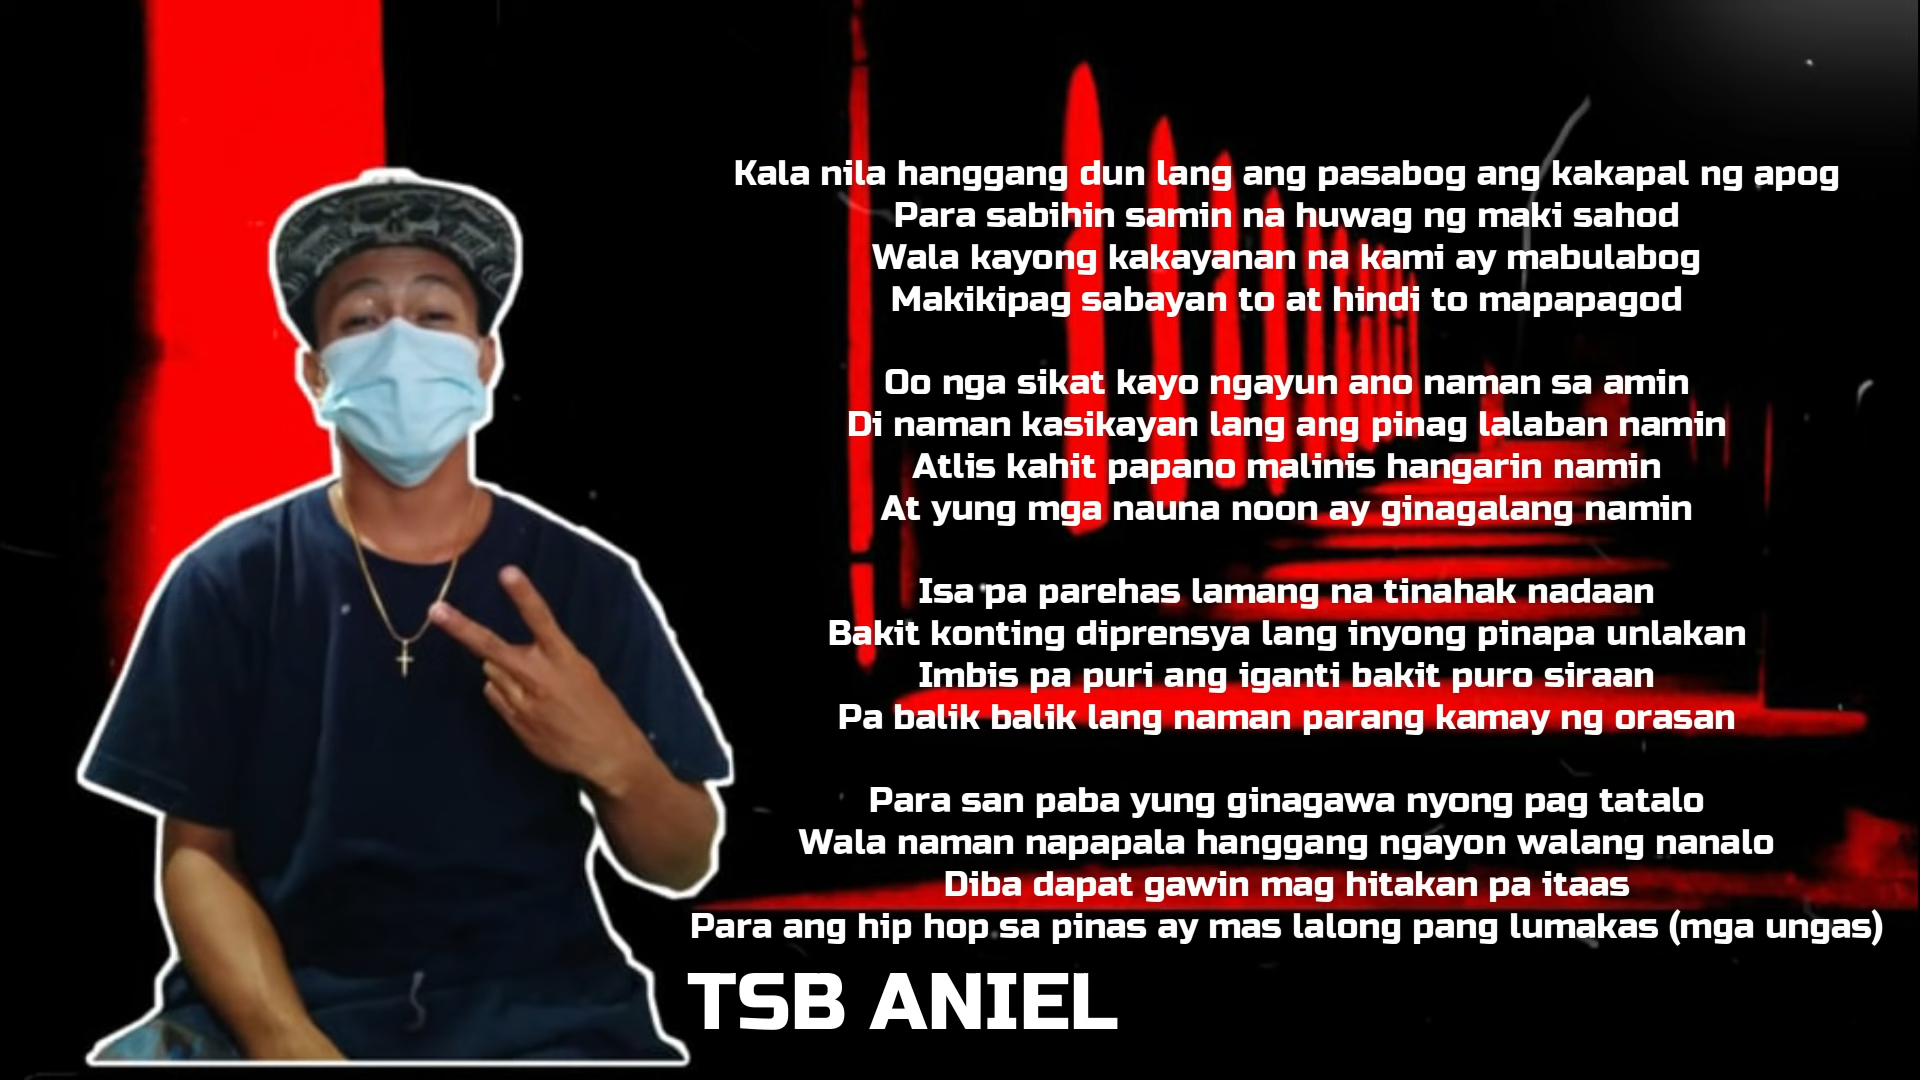 Kala nila hanggang dun lang ang pasabog ang kakapal ng apog
Para sabihin samin na huwag ng maki sahod
Wala kayong kakayanan na kami ay mabulabog
Makikipag sabayan to at hindi to mapapagod
Oo nga sikat kayo ngayun ano naman sa amin
Di naman kasikayan lang ang pinag lalaban namin
Atlis kahit papano malinis hangarin namin
At yung mga nauna noon ay ginagalang namin
Isa pa parehas lamang na tinahak nadaan
Bakit konting diprensya lang inyong pinapa unlakan
Imbis pa puri ang iganti bakit puro siraan
Pa balik balik lang naman parang kamay ng orasan
Para san paba yung ginagawa nyong pag tatalo
Wala naman napapala hanggang ngayon walang nanalo
Diba dapat gawin mag hitakan pa itaas
Para ang hip hop sa pinas ay mas lalong pang lumakas (mga ungas)
TSB ANIEL